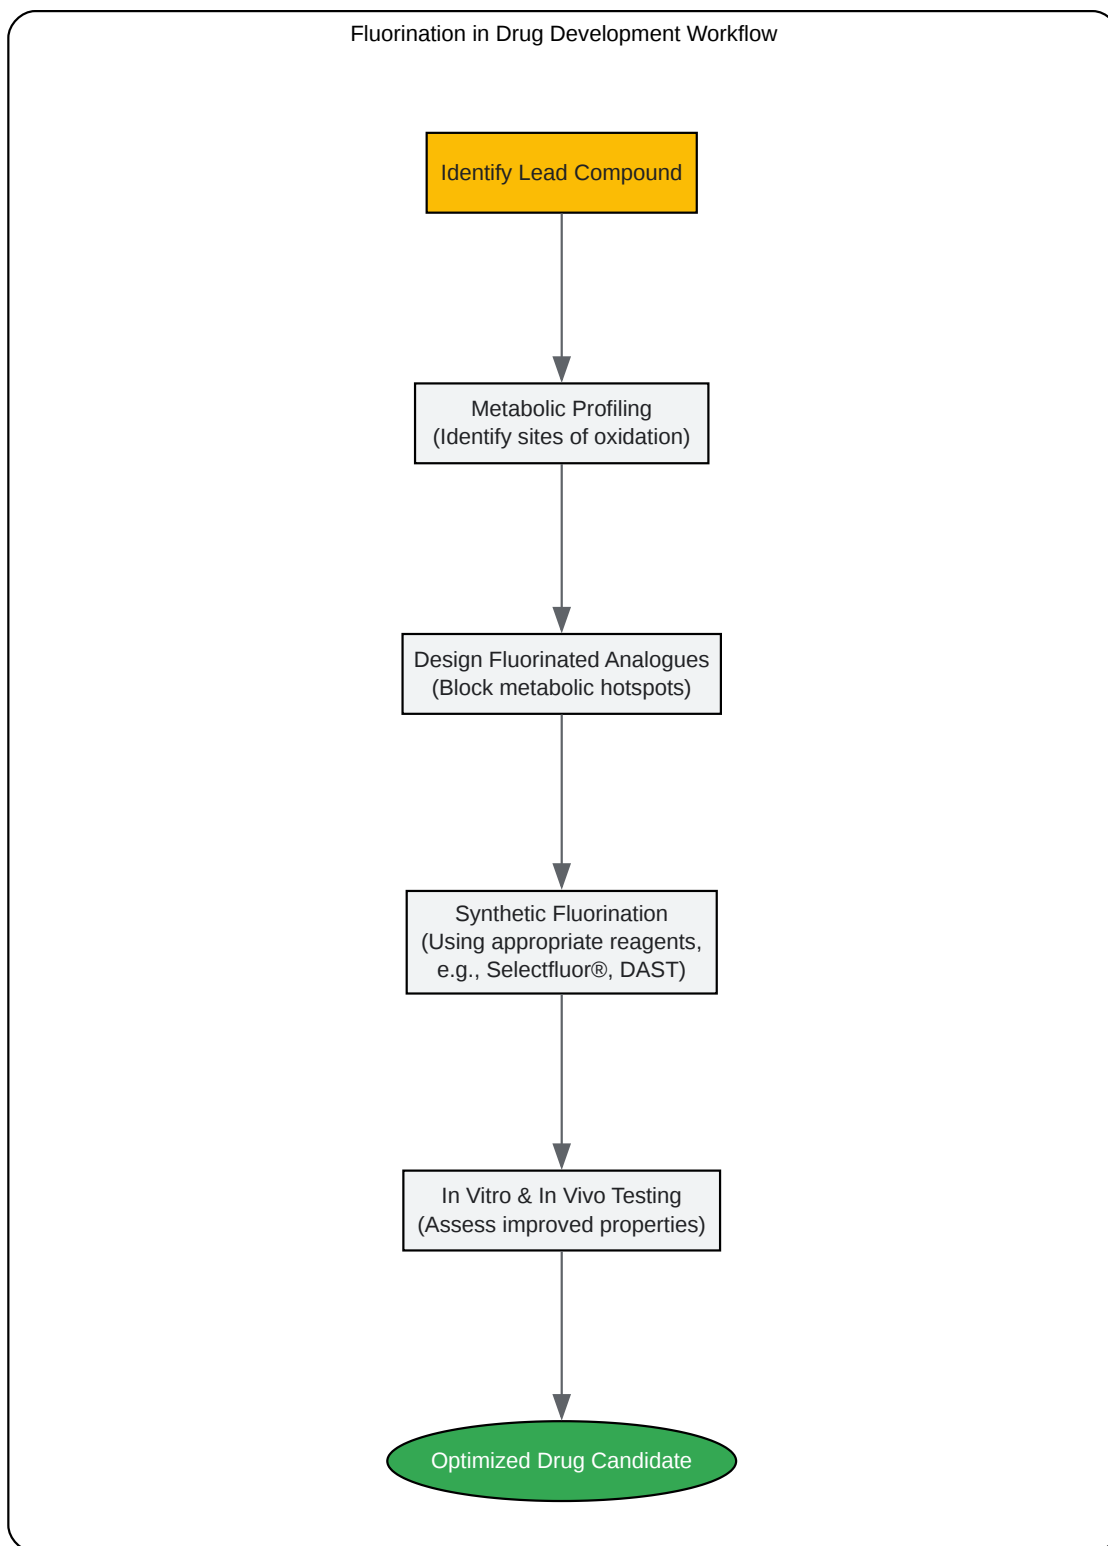 Fluorination in Drug Development Workflow
Identify Lead Compound
Metabolic Profiling
(Identify sites of oxidation)
Design Fluorinated Analogues
(Block metabolic hotspots)
Synthetic Fluorination
(Using appropriate reagents,
e.g., Selectfluor®, DAST)
In Vitro & In Vivo Testing
(Assess improved properties)
Optimized Drug Candidate